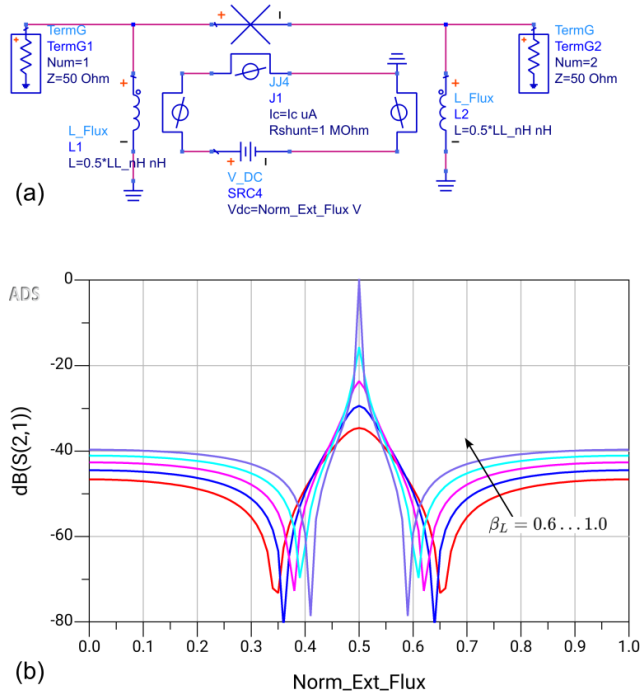 TermG
TermG1
Num=1
Z=50 Ohm
L_Flux
L1
L=0.5*LL_nH nH
JJ4
J1
Ic=Ic uA
Rshunt=1 MOhm
V_DC
SRC4
Vdc=Norm_Ext_Flux V
L_Flux
L2
L=0.5*LL_nH nH
TermG
TermG2
Num=2
Z=50 Ohm
(a)
ADS
dB(S(2,1))
0
-20
-40
-60
-80
β_L = 0.6 … 1.0
0.0 0.1 0.2 0.3 0.4 0.5 0.6 0.7 0.8 0.9 1.0
Norm_Ext_Flux
(b)